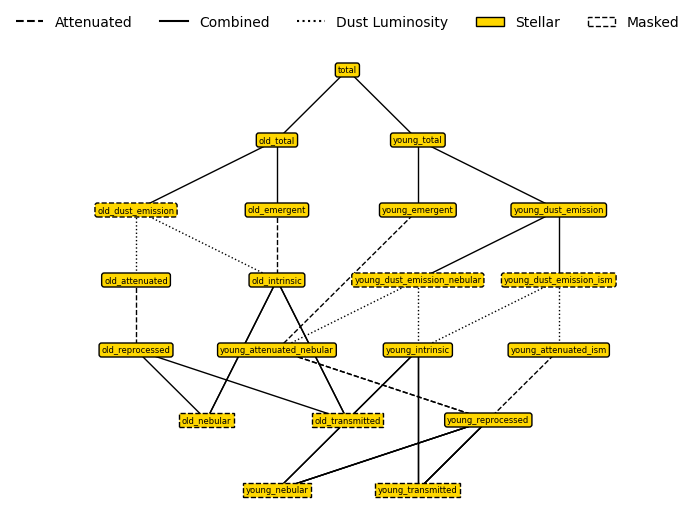 Attenuated Combined Dust Luminosity Stellar Masked
total
old_total young_total
old_dust_emission old_emergent young_emergent young_dust_emission
old_attenuated old_intrinsic young_dust_emission_nebular young_dust_emission_ism
old_reprocessed young_attenuated_nebular young_intrinsic young_attenuated_ism
old_nebular old_transmitted young_reprocessed
young_nebular young_transmitted